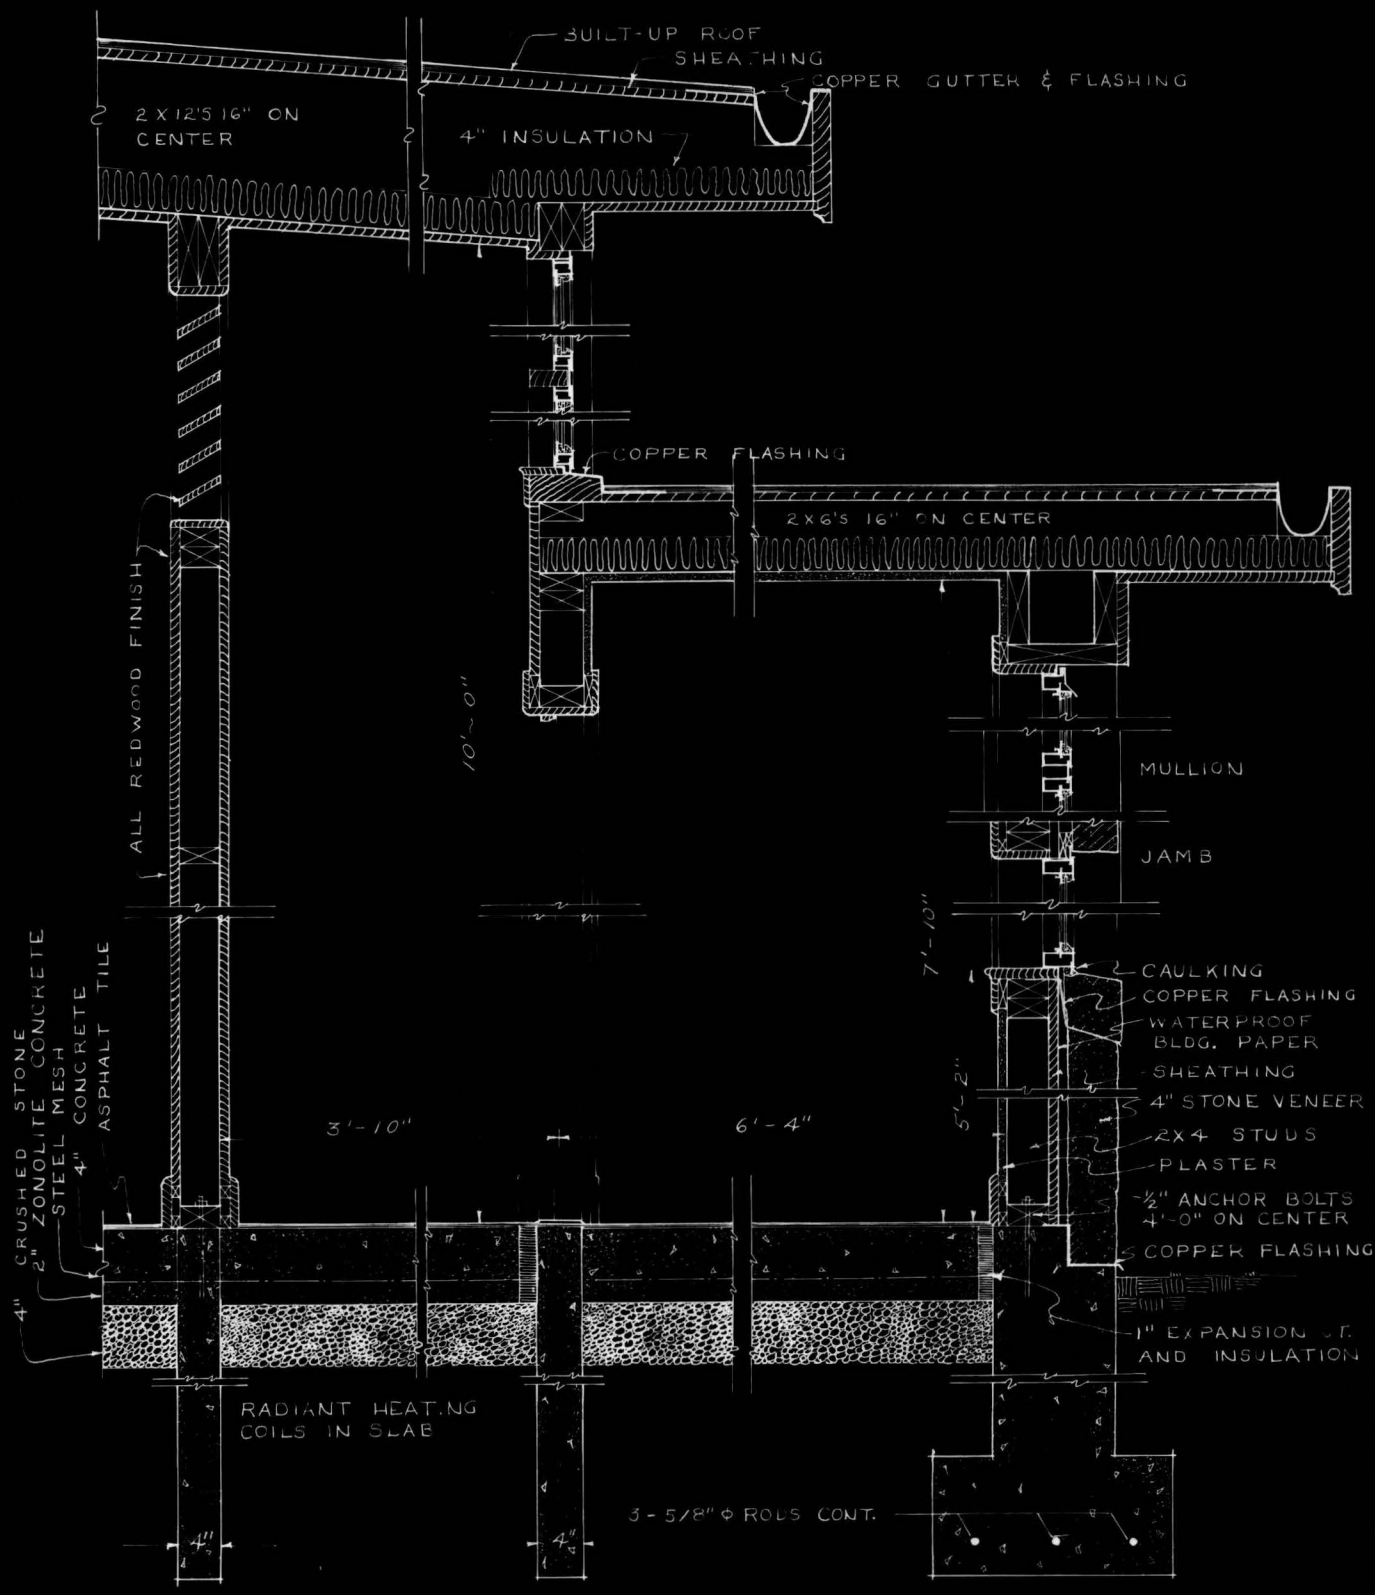 BUILT-UP ROOF
SHEATHING
COPPER GUTTER & FLASHING
2 X 12'S 16" ON
CENTER
4" INSULATION
COPPER FLASHING
2X6'S 16" ON CENTER
ALL REDWOOD FINISH
10'~0"
MULLION
JAMB
7'-10"
CAULKING
COPPER FLASHING
WATERPROOF
BLDG. PAPER
SHEATHING
4" STONE VENEER
2X4 STUDS
PLASTER
½" ANCHOR BOLTS
4'-0" ON CENTER
COPPER FLASHING
1" EXPANSION JT.
AND INSULATION
5'-2"
3'-10"
6'-4"
4" CRUSHED STONE
2" ZONOLITE CONCRETE
STEEL MESH
4" CONCRETE
ASPHALT TILE
RADIANT HEATING
COILS IN SLAB
3-5/8" Φ RODS CONT.
4"
4"